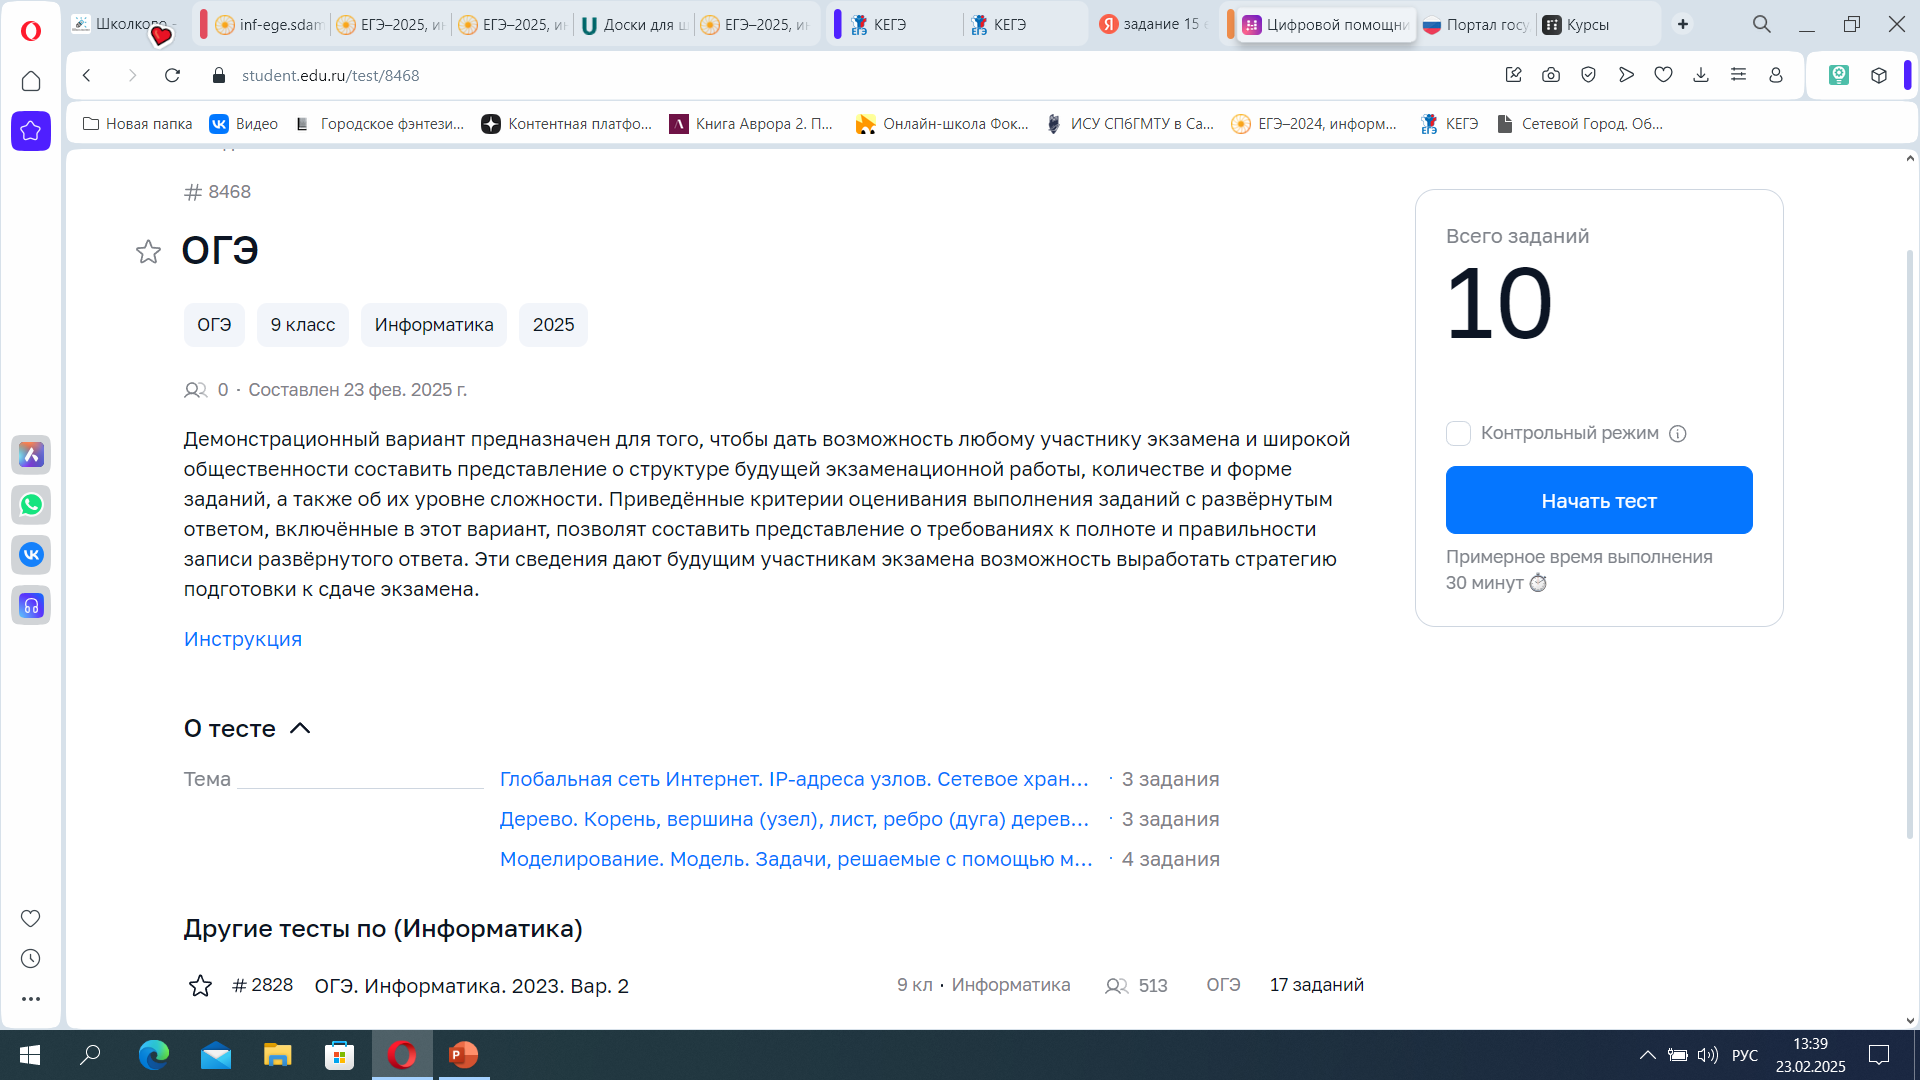 Школково -
inf-ege.sdam
ЕГЭ–2025, ин
ЕГЭ–2025, ин
Доски для ш
ЕГЭ–2025, ин
КЕГЭ
КЕГЭ
задание 15 е
Цифровой помощни
Портал госу
Курсы
student.edu.ru/test/8468
Новая папка
Видео
Городское фэнтези...
Контентная платфо...
Книга Аврора 2. П...
Онлайн-школа Фок...
ИСУ СПбГМТУ в Са...
ЕГЭ–2024, информ...
КЕГЭ
Сетевой Город. Об...
# 8468
ОГЭ
ОГЭ 9 класс Информатика 2025
0 · Составлен 23 фев. 2025 г.
Демонстрационный вариант предназначен для того, чтобы дать возможность любому участнику экзамена и широкой
общественности составить представление о структуре будущей экзаменационной работы, количестве и форме
заданий, а также об их уровне сложности. Приведённые критерии оценивания выполнения заданий с развёрнутым
ответом, включённые в этот вариант, позволят составить представление о требованиях к полноте и правильности
записи развёрнутого ответа. Эти сведения дают будущим участникам экзамена возможность выработать стратегию
подготовки к сдаче экзамена.
Инструкция
Всего заданий
10
Контрольный режим
Начать тест
Примерное время выполнения
30 минут
О тесте
Тема
Глобальная сеть Интернет. IP-адреса узлов. Сетевое хран... · 3 задания
Дерево. Корень, вершина (узел), лист, ребро (дуга) дерев... · 3 задания
Моделирование. Модель. Задачи, решаемые с помощью м... · 4 задания
Другие тесты по (Информатика)
# 2828 ОГЭ. Информатика. 2023. Вар. 2 9 кл · Информатика 513 ОГЭ 17 заданий
РУС
13:39
23.02.2025